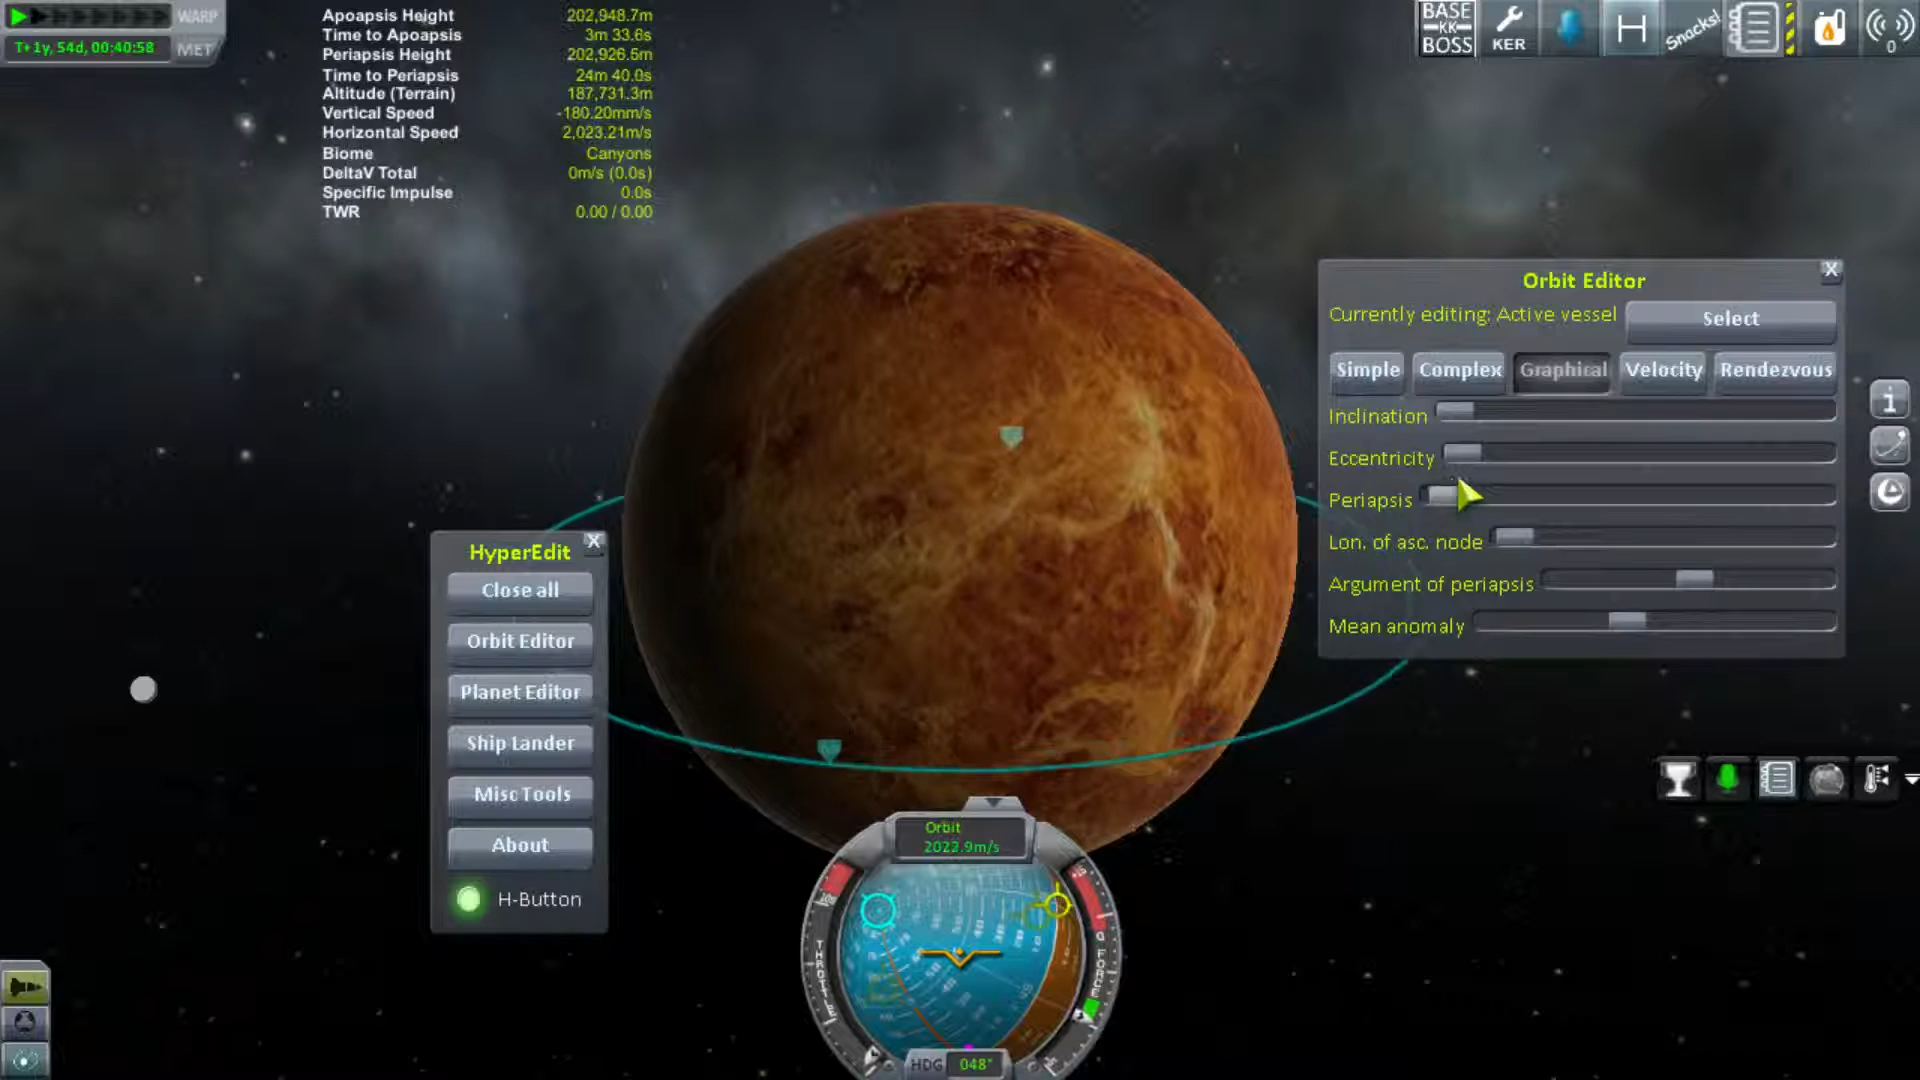 WARP
T+1y, 54d, 00:40:58
MET
Apoapsis Height 202,948.7m
Time to Apoapsis 3m 33.6s
Periapsis Height 202,926.5m
Time to Periapsis 24m 40.0s
Altitude (Terrain) 187,731.3m
Vertical Speed -180.20mm/s
Horizontal Speed 2,023.21m/s
Biome Canyons
DeltaV Total 0m/s (0.0s)
Specific Impulse 0.0s
TWR 0.00 / 0.00
BASE
KK
BOSS
KER
H
Snacks!
0
Orbit Editor
X
Currently editing: Active vessel
Select
Simple Complex Graphical Velocity Rendezvous
Inclination
Eccentricity
Periapsis
Lon. of asc. node
Argument of periapsis
Mean anomaly
HyperEdit
X
Close all
Orbit Editor
Planet Editor
Ship Lander
Misc Tools
About
H-Button
Orbit
2022.9m/s
THROTTLE
G FORCE
HDG 048°